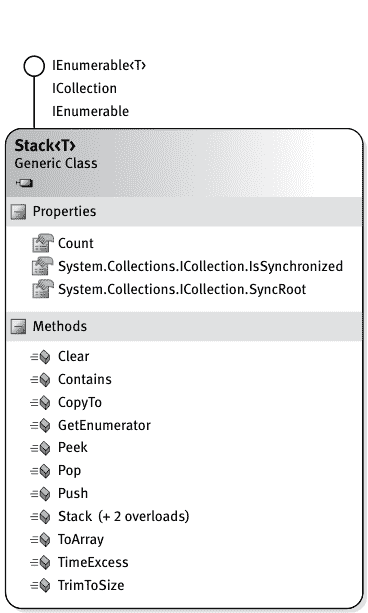 IEnumerable<T>
ICollection
IEnumerable
Stack<T>
Generic Class
Properties
Count
System.Collections.ICollection.IsSynchronized
System.Collections.ICollection.SyncRoot
Methods
Clear
Contains
CopyTo
GetEnumerator
Peek
Pop
Push
Stack (+ 2 overloads)
ToArray
TimeExcess
TrimToSize